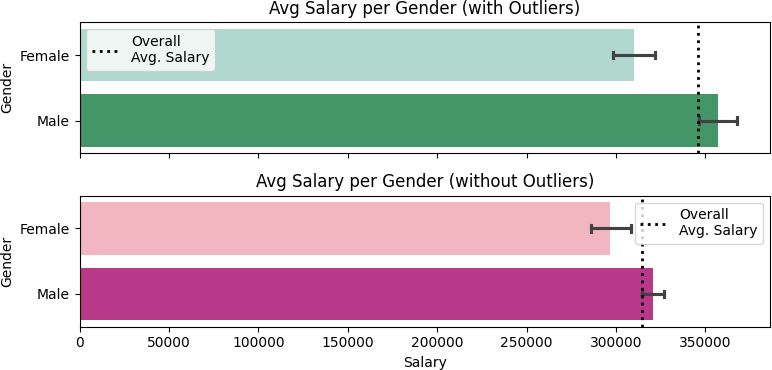 Avg Salary per Gender (with Outliers)
Gender
Female
Male
Overall
Avg. Salary
Avg Salary per Gender (without Outliers)
Gender
Female
Male
Overall
Avg. Salary
0 50000 100000 150000 200000 250000 300000 350000
Salary